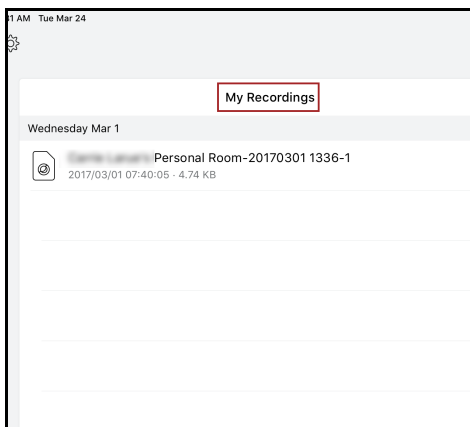 31 AM Tue Mar 24
My Recordings
Wednesday Mar 1
Personal Room-20170301 1336-1
2017/03/01 07:40:05 · 4.74 KB